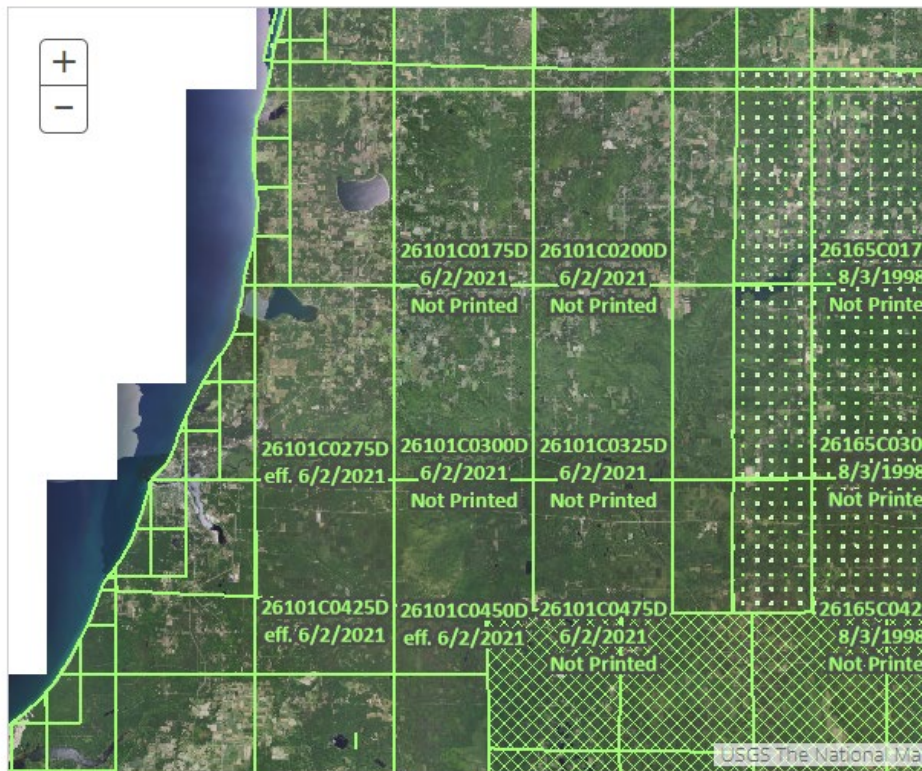 +
−
26101C0175D
6/2/2021
Not Printed
26101C0200D
6/2/2021
Not Printed
26165C017
8/3/1998
Not Printe
26101C0275D
eff. 6/2/2021
26101C0300D
6/2/2021
Not Printed
26101C0325D
6/2/2021
Not Printed
26165C030
8/3/1998
Not Printe
26101C0425D
eff. 6/2/2021
26101C0450D
eff. 6/2/2021
26101C0475D
6/2/2021
Not Printed
26165C042
8/3/1998
Not Printe
USGS The National Ma